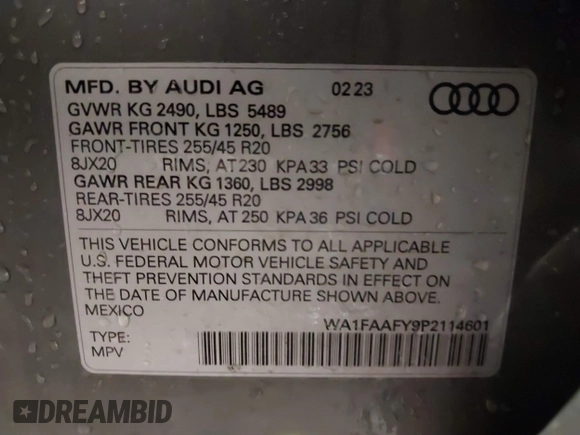 MFD. BY AUDI AG 02 23
GVWR KG 2490, LBS 5489
GAWR FRONT KG 1250, LBS 2756
FRONT-TIRES 255/45 R20
8JX20 RIMS, AT 230 KPA 33 PSI COLD
GAWR REAR KG 1360, LBS 2998
REAR-TIRES 255/45 R20
8JX20 RIMS, AT 250 KPA 36 PSI COLD
THIS VEHICLE CONFORMS TO ALL APPLICABLE
U.S. FEDERAL MOTOR VEHICLE SAFETY AND
THEFT PREVENTION STANDARDS IN EFFECT ON
THE DATE OF MANUFACTURE SHOWN ABOVE.
MEXICO
WA1FAAFY9P2114601
TYPE:
MPV
DREAMBID